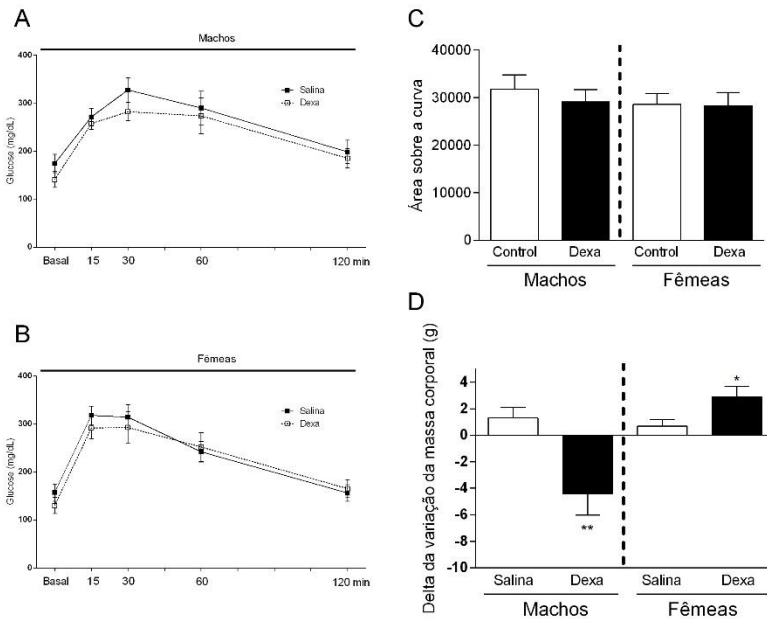 A
Machos
400
300
200
100
0
Glucose (mg/dL)
Salina
Dexa
Basal 15 30 60 120 min
B
Fêmeas
400
300
200
100
0
Glucose (mg/dL)
Salina
Dexa
Basal 15 30 60 120 min
C
40000
30000
20000
10000
0
Área sobre a curva
Control Dexa Control Dexa
Machos Fêmeas
D
4
2
0
-2
-4
-6
-8
-10
Delta da variação da massa corporal (g)
*
**
Salina Dexa Salina Dexa
Machos Fêmeas